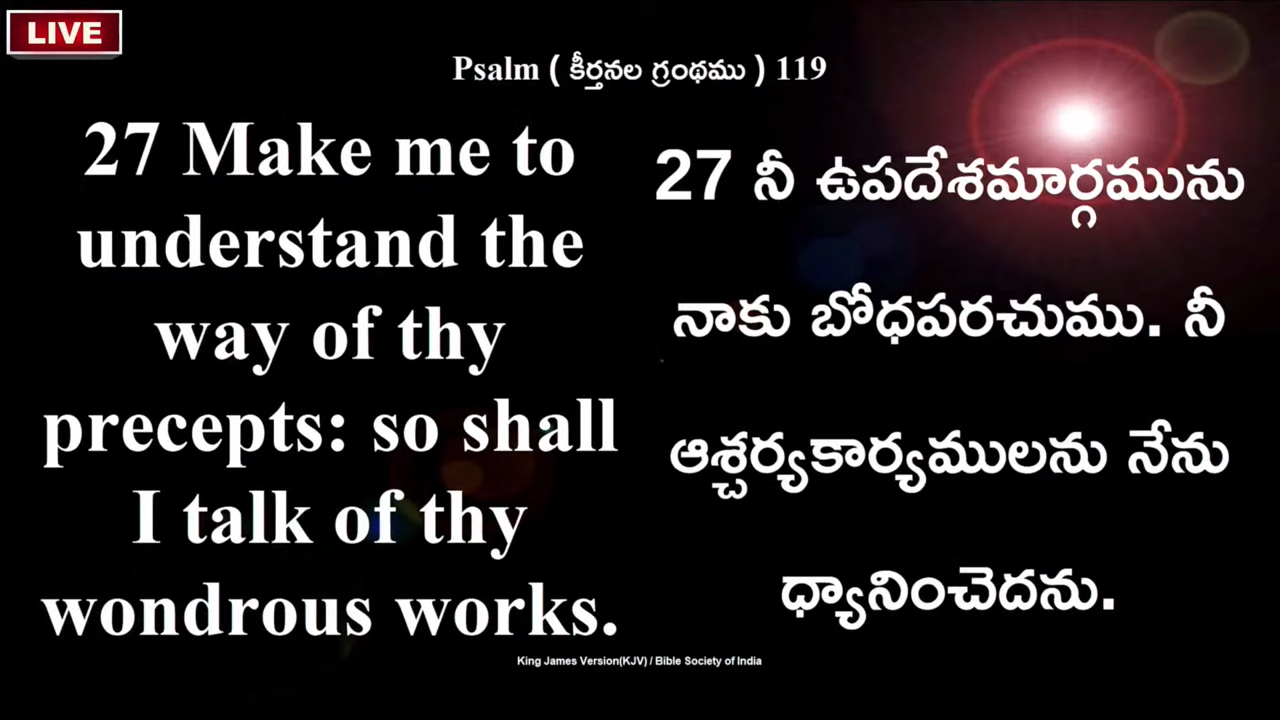 LIVE
Psalm ( కీర్తనల గ్రంథము ) 119
27 Make me to
understand the
way of thy
precepts: so shall
I talk of thy
wondrous works.
27 నీ ఉపదేశమార్గమును
నాకు బోధపరచుము. నీ
ఆశ్చర్యకార్యములను నేను
ధ్యానించెదను.
King James Version(KJV) / Bible Society of India